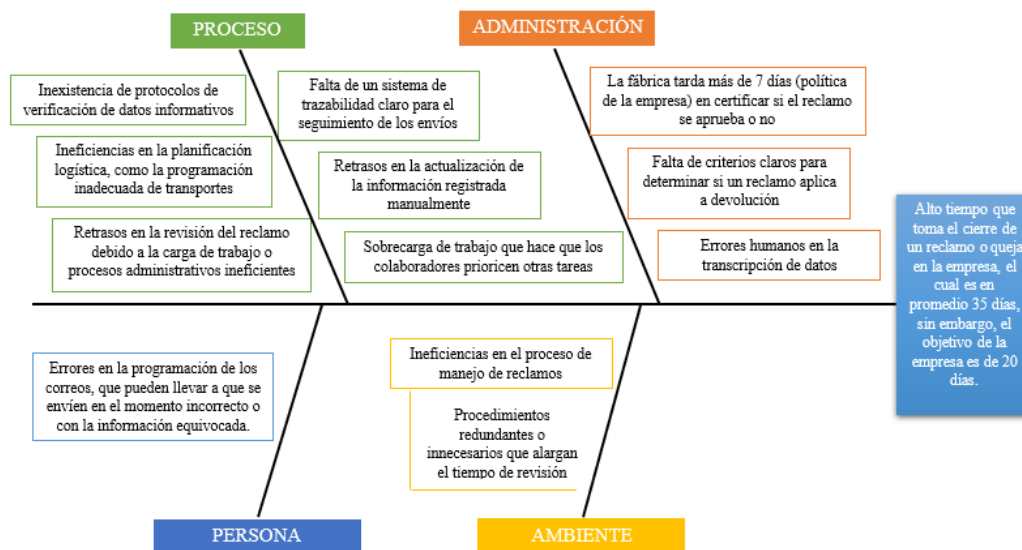 PROCESO
ADMINISTRACIÓN
Inexistencia de protocolos de
verificación de datos informativos
Falta de un sistema de
trazabilidad claro para el
seguimiento de los envíos
La fábrica tarda más de 7 días (política
de la empresa) en certificar si el reclamo
se aprueba o no
Ineficiencias en la planificación
logística, como la programación
inadecuada de transportes
Retrasos en la actualización de
la información registrada
manualmente
Falta de criterios claros para
determinar si un reclamo aplica
a devolución
Retrasos en la revisión del reclamo
debido a la carga de trabajo o
procesos administrativos ineficientes
Sobrecarga de trabajo que hace que los
colaboradores prioricen otras tareas
Errores humanos en la
transcripción de datos
Alto tiempo que
toma el cierre de
un reclamo o queja
en la empresa, el
cual es en
promedio 35 días,
sin embargo, el
objetivo de la
empresa es de 20
días.
Errores en la programación de los
correos, que pueden llevar a que se
envíen en el momento incorrecto o
con la información equivocada.
Ineficiencias en el proceso de
manejo de reclamos
Procedimientos
redundantes o
innecesarios que alargan
el tiempo de revisión
PERSONA
AMBIENTE